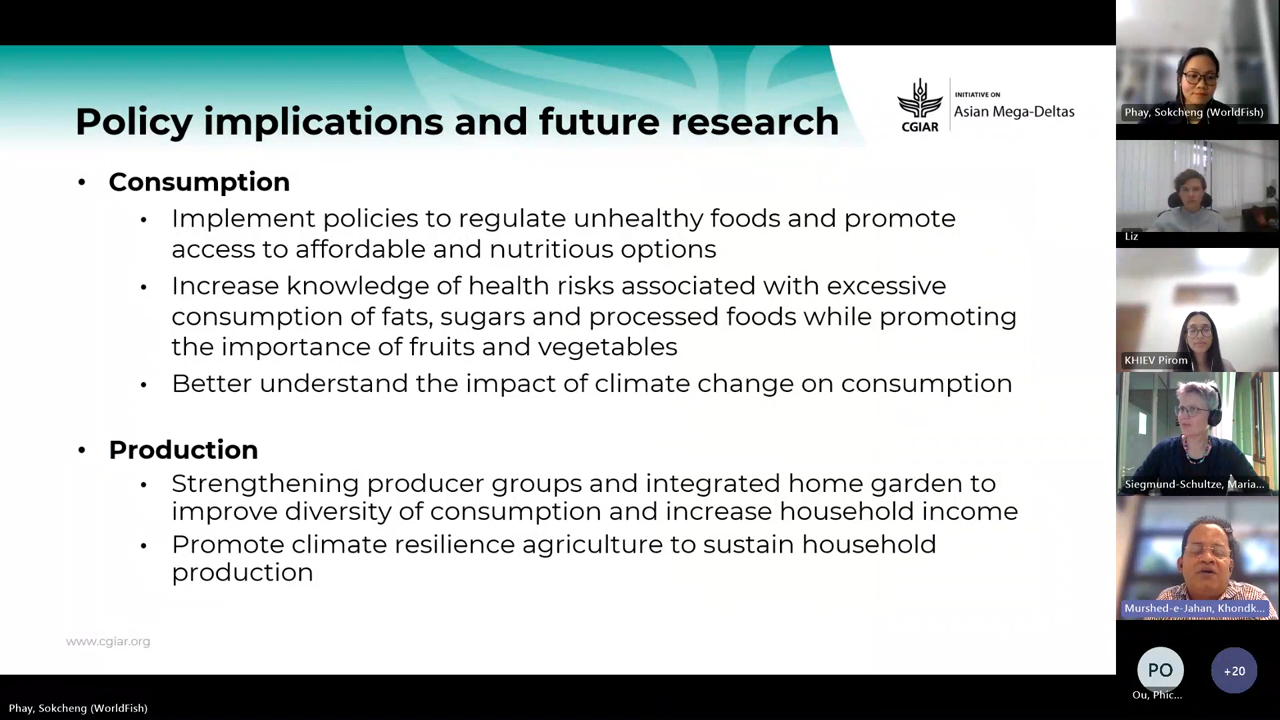 Policy implications and future research
CGIAR
INITIATIVE ON
Asian Mega-Deltas
• Consumption
• Implement policies to regulate unhealthy foods and promote
access to affordable and nutritious options
• Increase knowledge of health risks associated with excessive
consumption of fats, sugars and processed foods while promoting
the importance of fruits and vegetables
• Better understand the impact of climate change on consumption
• Production
• Strengthening producer groups and integrated home garden to
improve diversity of consumption and increase household income
• Promote climate resilience agriculture to sustain household
production
www.cgiar.org
Phay, Sokcheng (WorldFish)
Phay, Sokcheng (WorldFish)
Liz
KHIEV Pirom
Siegmund-Schultze, Maria...
Murshed-e-Jahan, Khondk...
PO
+20
Ou, Phic...